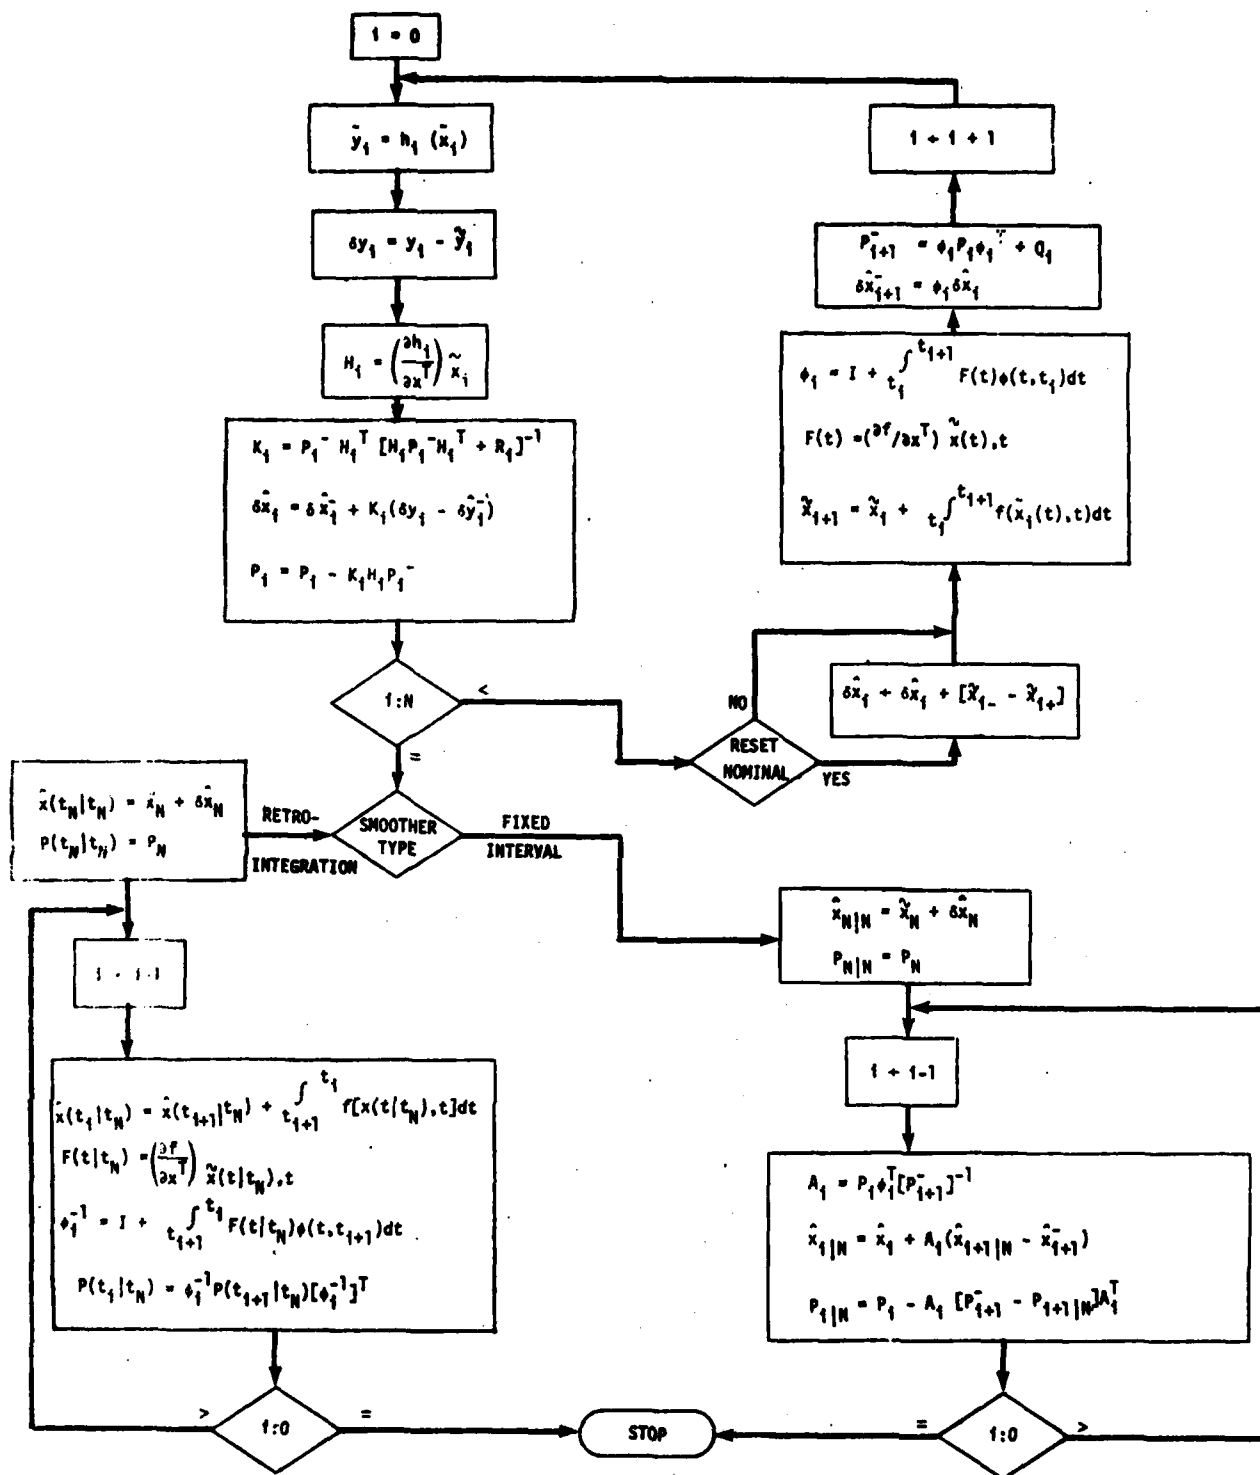 i = 0
ỹ_i = h_i (x̃_i)
δy_i = y_i - ỹ_i
H_i = (∂h_i/∂x^T) x̃_i
K_i = P_i^- H_i^T [H_i P_i^- H_i^T + R_i]^-1
δx̂_i = δx̂_i^- + K_i(δy_i - δŷ_i^-)
P_i = P_i - K_i H_i P_i^-
i:N
<
=
i + i + 1
P_i+1^- = φ_i P_i φ_i^T + Q_i
δx̂_i+1^- = φ_i δx̂_i
φ_i = I + t_i ∫ t_i+1 F(t)φ(t,t_i)dt
F(t) = (∂f/∂x^T) x̃(t),t
x̃_i+1 = x̃_i + t_i ∫ t_i+1 f(x̃_i(t),t)dt
δx̂_i + δx̂_i + [x̃_i- - x̃_i+]
NO
RESET
NOMINAL
YES
x̂(t_N|t_N) = x_N + δx̂_N
P(t_N|t_N) = P_N
RETRO-
INTEGRATION
SMOOTHER
TYPE
FIXED
INTERVAL
x̂_N|N = x̃_N + δx̂_N
P_N|N = P_N
i - i-1
i + i-1
x̂(t_i|t_N) = x̂(t_i+1|t_N) + t_i+1 ∫ t_i f[x(t|t_N),t]dt
F(t|t_N) = (∂f/∂x^T) x̃(t|t_N),t
φ_i^-1 = I + t_i+1 ∫ t_i F(t|t_N)φ(t,t_i+1)dt
P(t_i|t_N) = φ_i^-1 P(t_i+1|t_N)[φ_i^-1]^T
A_i = P_i φ_i^T [P_i+1^-]^-1
x̂_i|N = x̂_i + A_i(x̂_i+1|N - x̂_i+1^-)
P_i|N = P_i - A_i [P_i+1^- - P_i+1|N]A_i^T
>
i:0
=
STOP
=
i:0
>